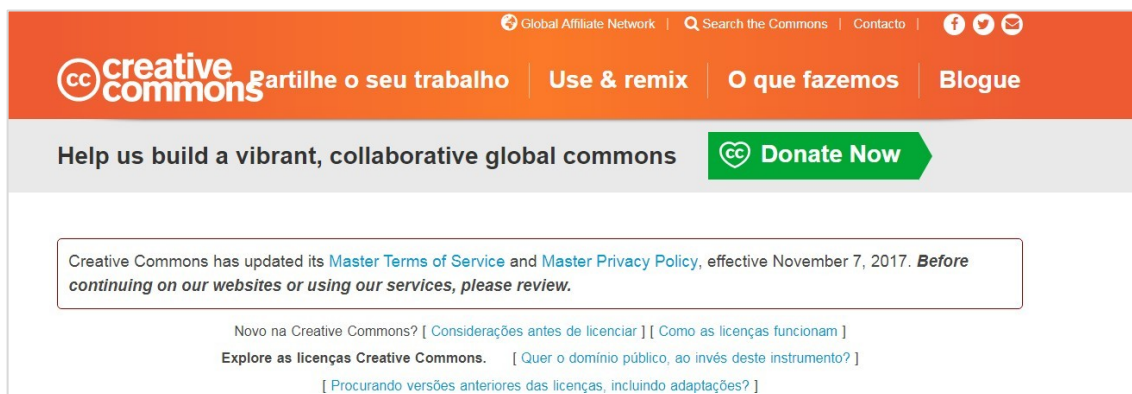 Global Affiliate Network | Search the Commons | Contacto |
cc creative commons Partilhe o seu trabalho | Use & remix | O que fazemos | Blogue
Help us build a vibrant, collaborative global commons cc Donate Now
Creative Commons has updated its Master Terms of Service and Master Privacy Policy, effective November 7, 2017. Before
continuing on our websites or using our services, please review.
Novo na Creative Commons? [ Considerações antes de licenciar ] [ Como as licenças funcionam ]
Explore as licenças Creative Commons. [ Quer o domínio público, ao invés deste instrumento? ]
[ Procurando versões anteriores das licenças, incluindo adaptações? ]